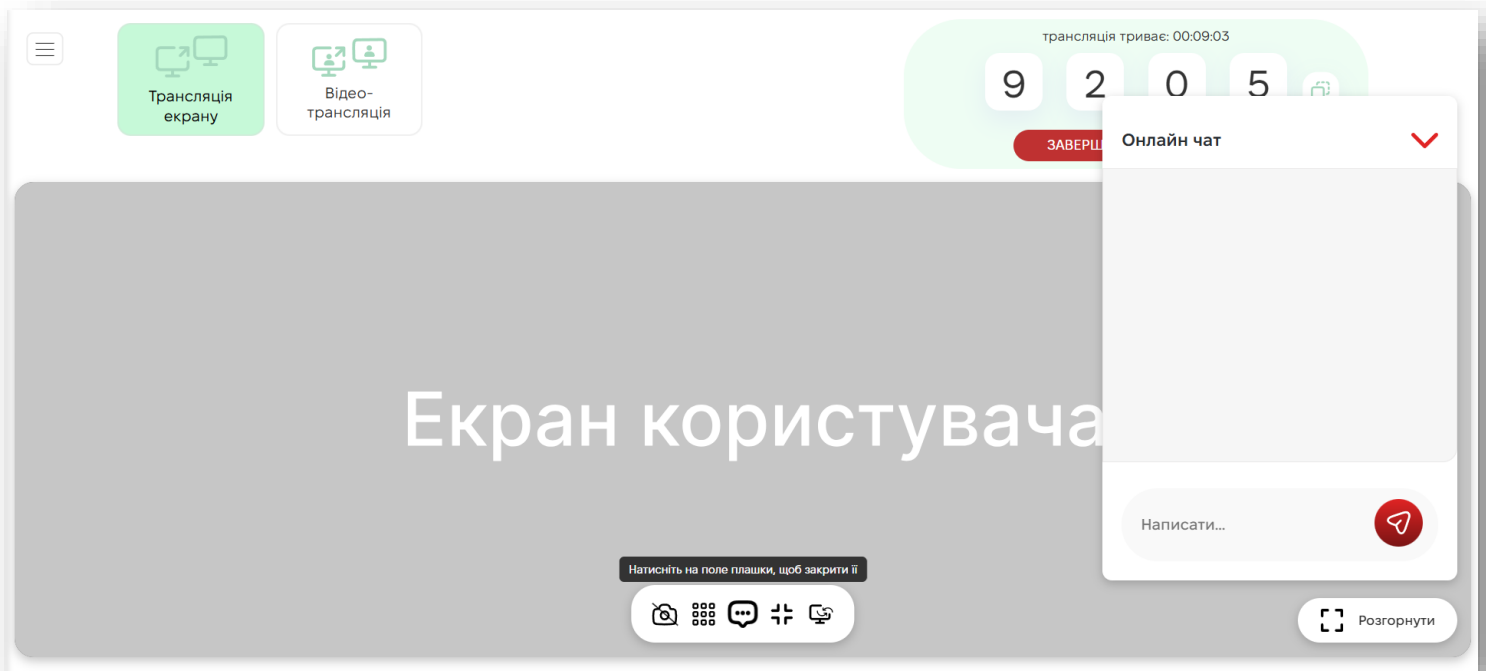 Трансляція
екрану
Відео-
трансляція
трансляція триває: 00:09:03
9 2 0 5
ЗАВЕРШ
Онлайн чат
Екран користувача
Написати...
Натисніть на поле плашки, щоб закрити її
Розгорнути